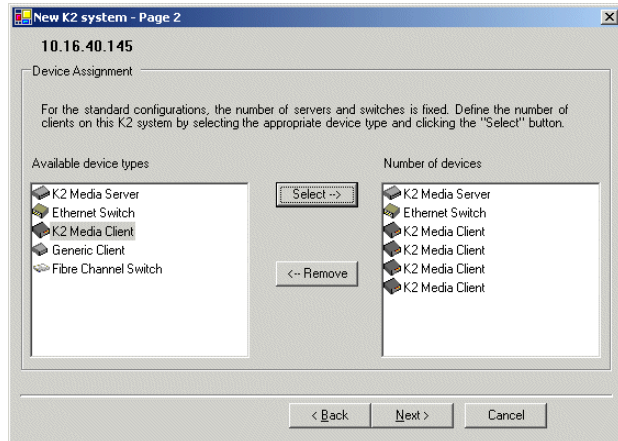 New K2 system - Page 2
10.16.40.145
Device Assignment
For the standard configurations, the number of servers and switches is fixed. Define the number of
clients on this K2 system by selecting the appropriate device type and clicking the "Select" button.
Available device types
Number of devices
K2 Media Server
Ethernet Switch
K2 Media Client
Generic Client
Fibre Channel Switch
Select -->
<-- Remove
K2 Media Server
Ethernet Switch
K2 Media Client
K2 Media Client
K2 Media Client
K2 Media Client
< Back
Next >
Cancel